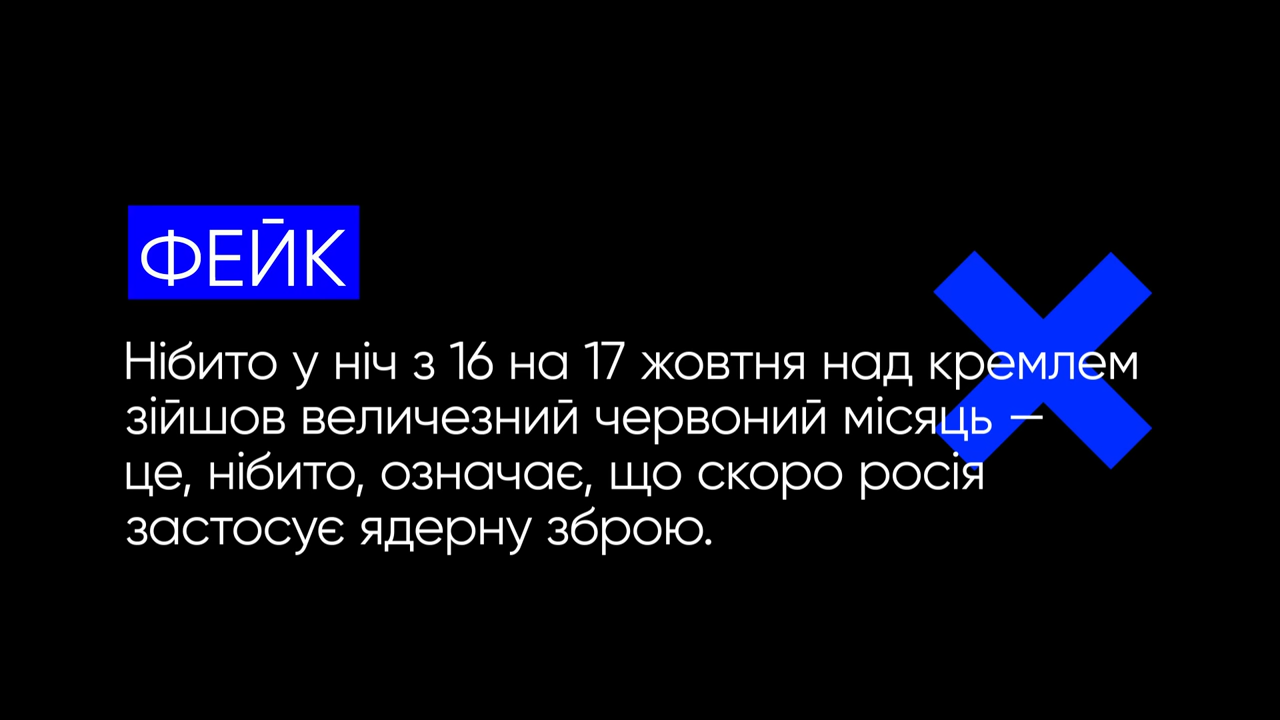 ФЕЙК
Нібито у ніч з 16 на 17 жовтня над кремлем
зійшов величезний червоний місяць —
це, нібито, означає, що скоро росія
застосує ядерну зброю.